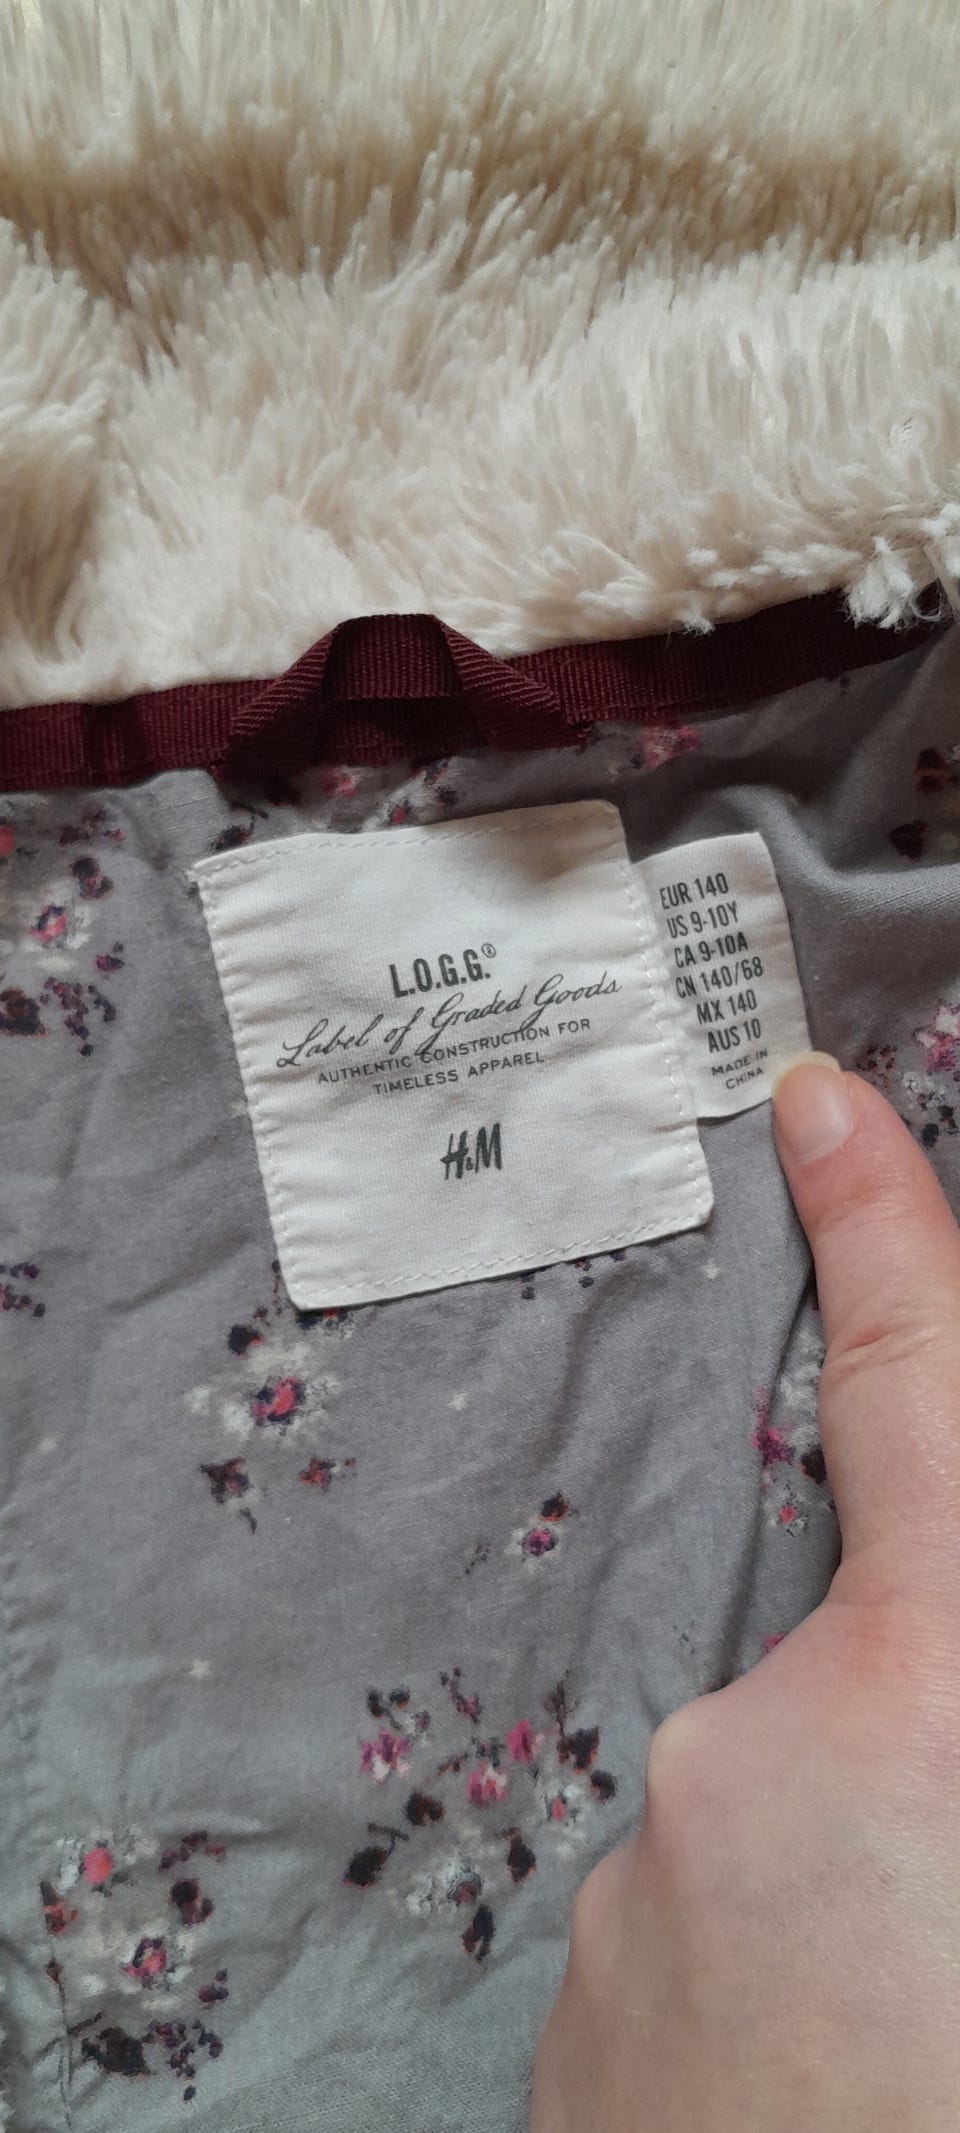 L.O.G.G.®
Label of Graded Goods
AUTHENTIC CONSTRUCTION FOR
TIMELESS APPAREL
H&M
EUR 140
US 9-10Y
CA 9-10A
CN 140/68
MX 140
AUS 10
MADE IN
CHINA